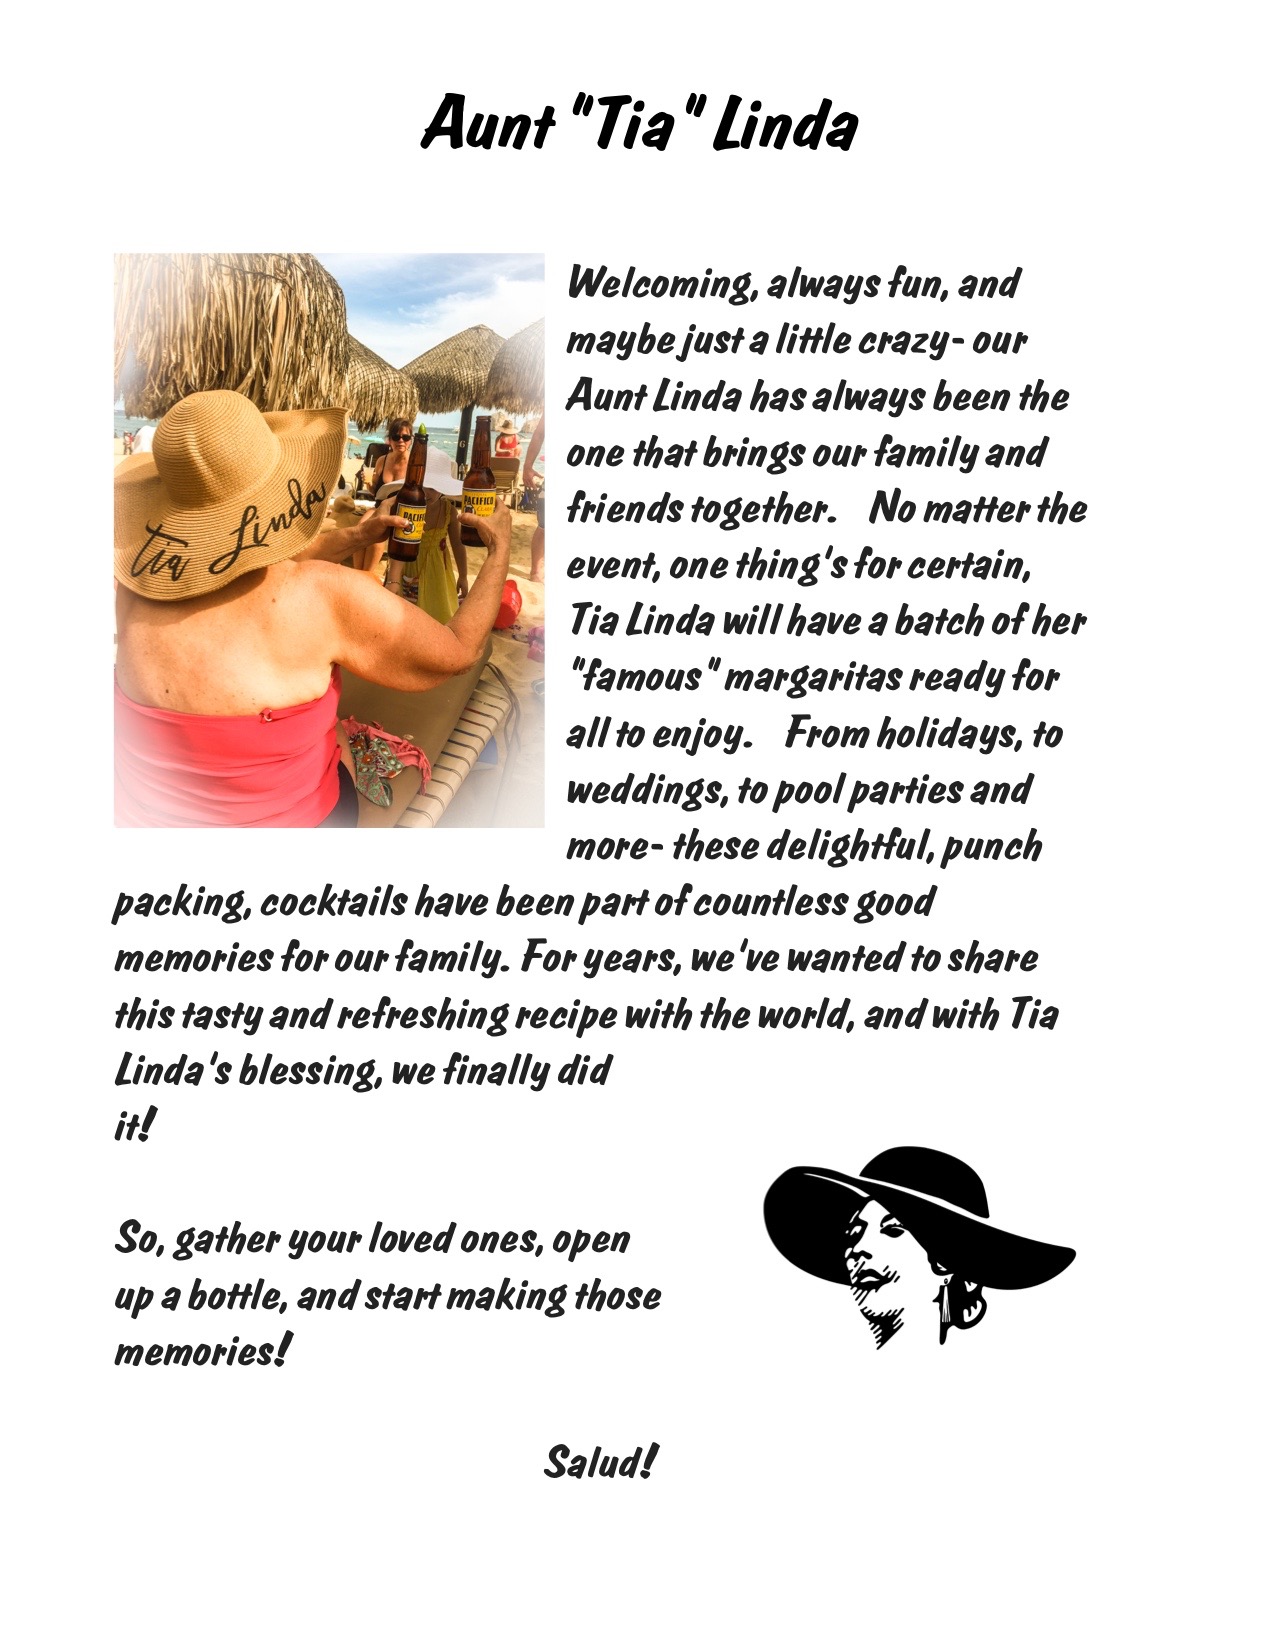 Aunt "Tia" Linda
Welcoming, always fun, and
maybe just a little crazy- our
Aunt Linda has always been the
one that brings our family and
friends together. No matter the
event, one thing's for certain,
Tia Linda will have a batch of her
"famous" margaritas ready for
all to enjoy. From holidays, to
weddings, to pool parties and
more- these delightful, punch
packing, cocktails have been part of countless good
memories for our family. For years, we've wanted to share
this tasty and refreshing recipe with the world, and with Tia
Linda's blessing, we finally did
it!
So, gather your loved ones, open
up a bottle, and start making those
memories!
Salud!
Tia Linda
PACIFICO
PACIFICO